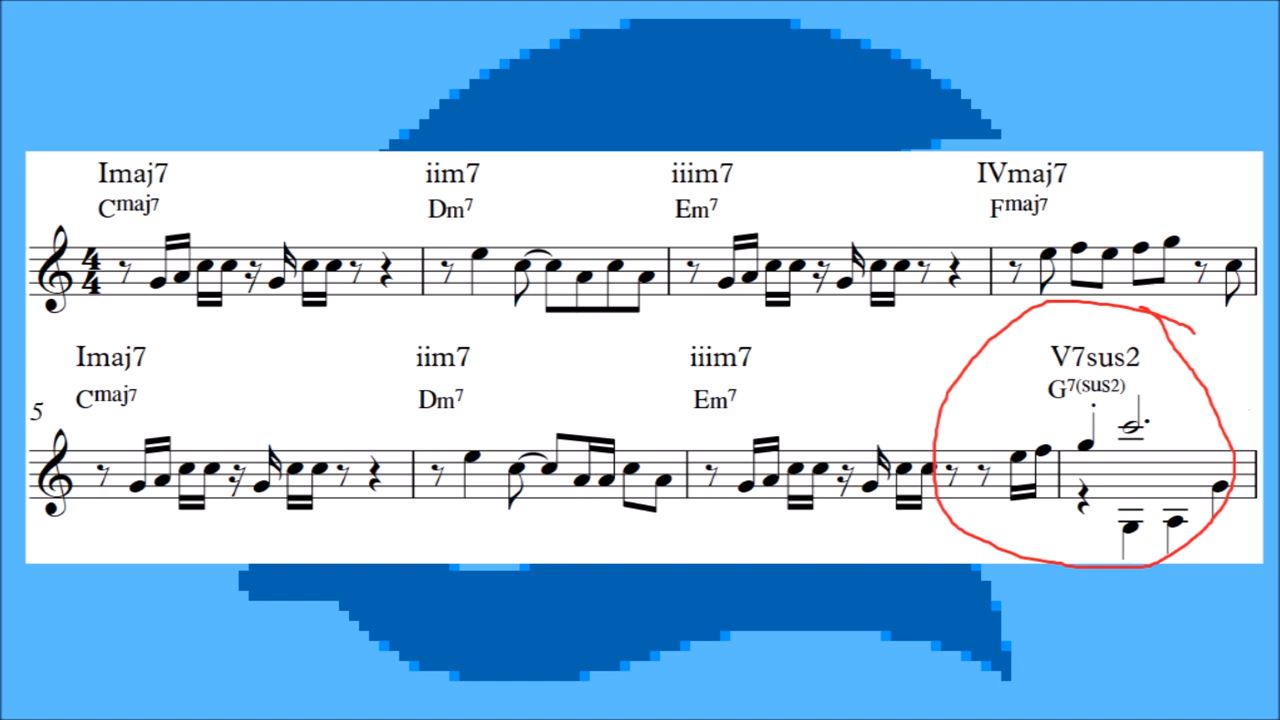 Imaj7 iim7 iiim7 IVmaj7
Cmaj7 Dm7 Em7 Fmaj7
4
4
Imaj7 iim7 iiim7 V7sus2
5 Cmaj7 Dm7 Em7 G7(sus2)